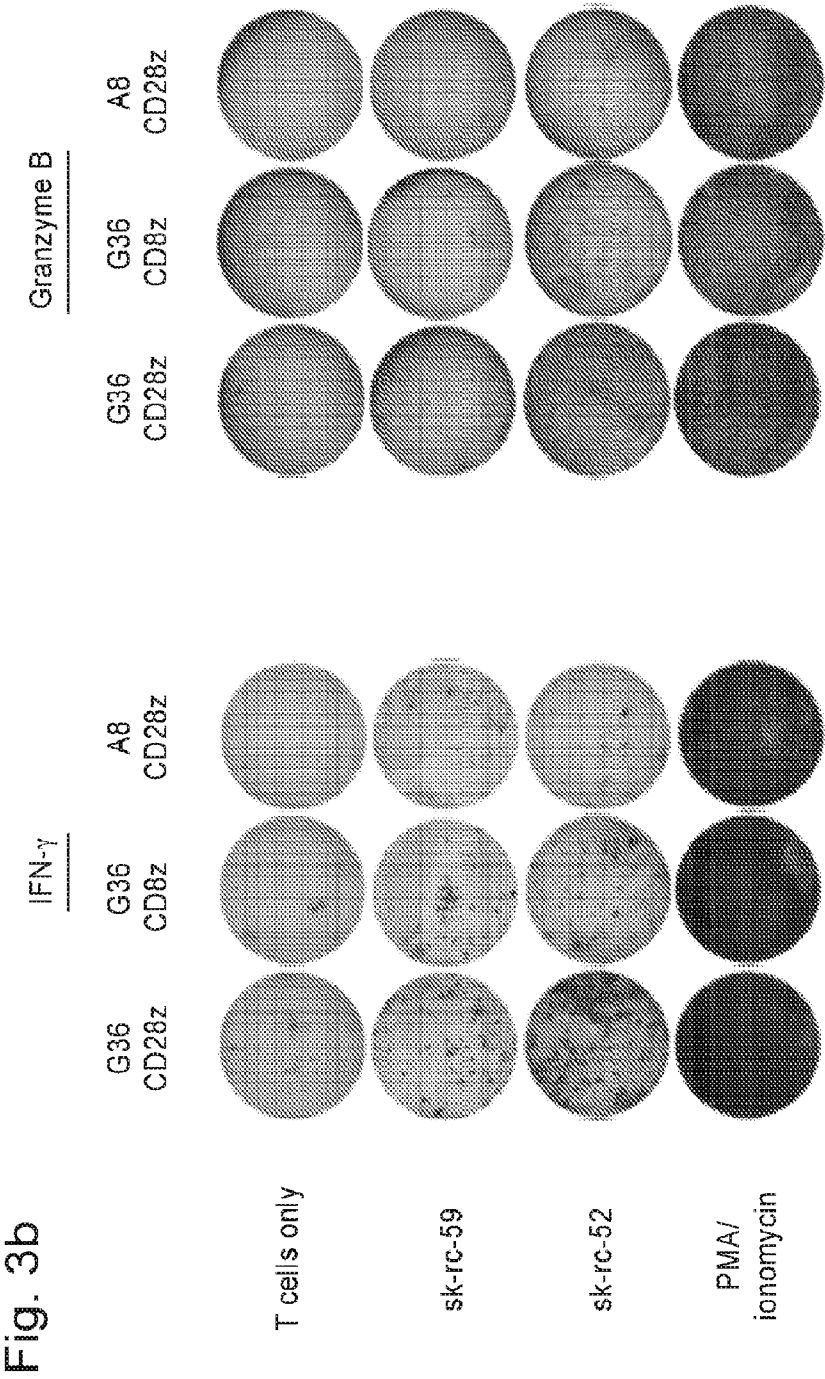 Fig. 3b
IFN-γ
Granzyme B
G36
CD28z
G36
CD8z
A8
CD28z
G36
CD28z
G36
CD8z
A8
CD28z
T cells only
sk-rc-59
sk-rc-52
PMA/
ionomycin